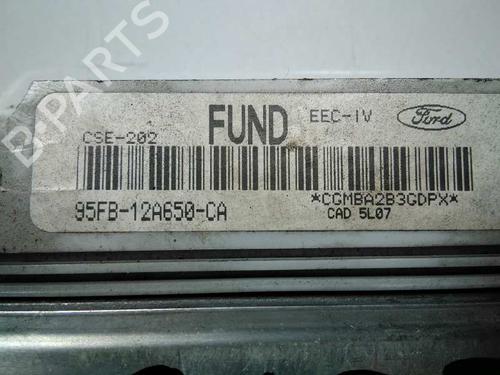 B-PARTS
CSE-202 FUND EEC-IV Ford
95FB-12A650-CA *CGMBA2B3GDPX*
CAD 5L07